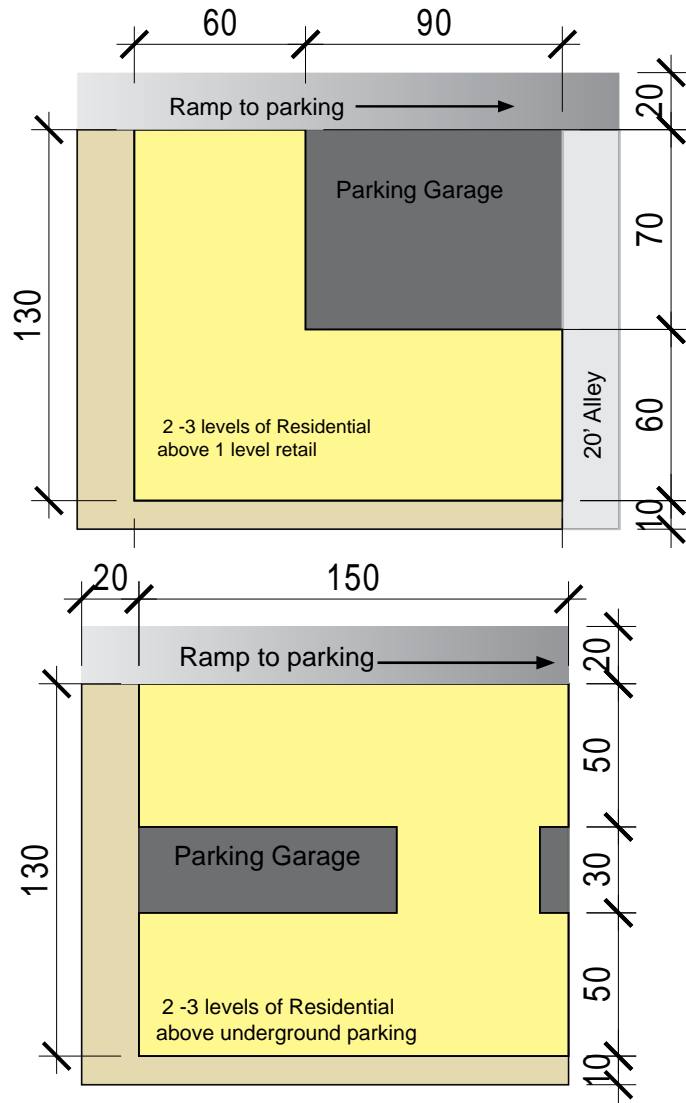 60
90
Ramp to parking
20
Parking Garage
70
130
2 -3 levels of Residential
above 1 level retail
20' Alley
60
10
20
150
Ramp to parking
20
50
Parking Garage
30
130
2 -3 levels of Residential
above underground parking
50
10